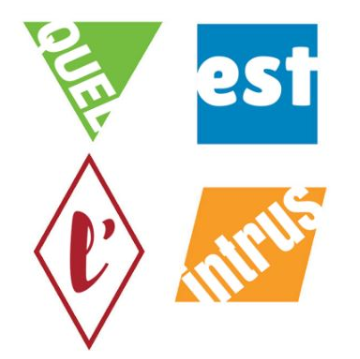 QUEL
est
l'
intrus